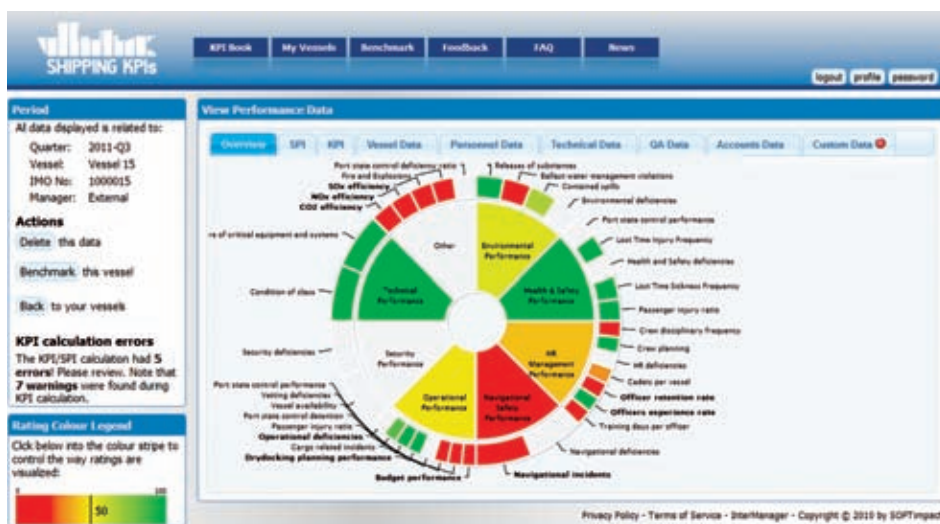 SHIPPING KPIs
KPI Book
My Vessels
Benchmark
Feedback
FAQ
News
logout
profile
password
Period
All data displayed is related to:
Quarter: 2011-Q3
Vessel: Vessel 15
IMO No: 1000015
Manager: External
Actions
Delete this data
Benchmark this vessel
Back to your vessels
KPI calculation errors
The KPI/SPI calculation had 5
errors! Please review. Note that
7 warnings were found during
KPI calculation.
Rating Colour Legend
Click below into the colour stripe to
control the way ratings are
visualized:
0
100
50
View Performance Data
Overview
SPI
KPI
Vessel Data
Personnel Data
Technical Data
QA Data
Accounts Data
Custom Data
Port state control deficiency ratio
Fire and Explosions
SOx efficiency
NOx efficiency
CO2 efficiency
re of critical equipment and systems
Condition of class
Security deficiencies
Port state control performance
Vetting deficiencies
Vessel availability
Port state control detention
Passenger injury ratio
Operational deficiencies
Cargo related incidents
Drydocking planning performance
Budget performance
Releases of substances
Ballast water management violations
Contained spills
Environmental deficiencies
Port state control performance
Lost Time Injury Frequency
Health and Safety deficiencies
Lost Time Sickness Frequency
Passenger injury ratio
Crew disciplinary frequency
Crew planning
HR deficiencies
Cadets per vessel
Officer retention rate
Officers experience rate
Training days per officer
Navigational deficiencies
Navigational incidents
Other
Environmental
Performance
Technical
Performance
Health & Safety
Performance
Security
Performance
HR
Management
Performance
Operational
Performance
Navigational
Safety
Performance
Privacy Policy - Terms of Service - InterManager - Copyright © 2010 by SOFTimpact